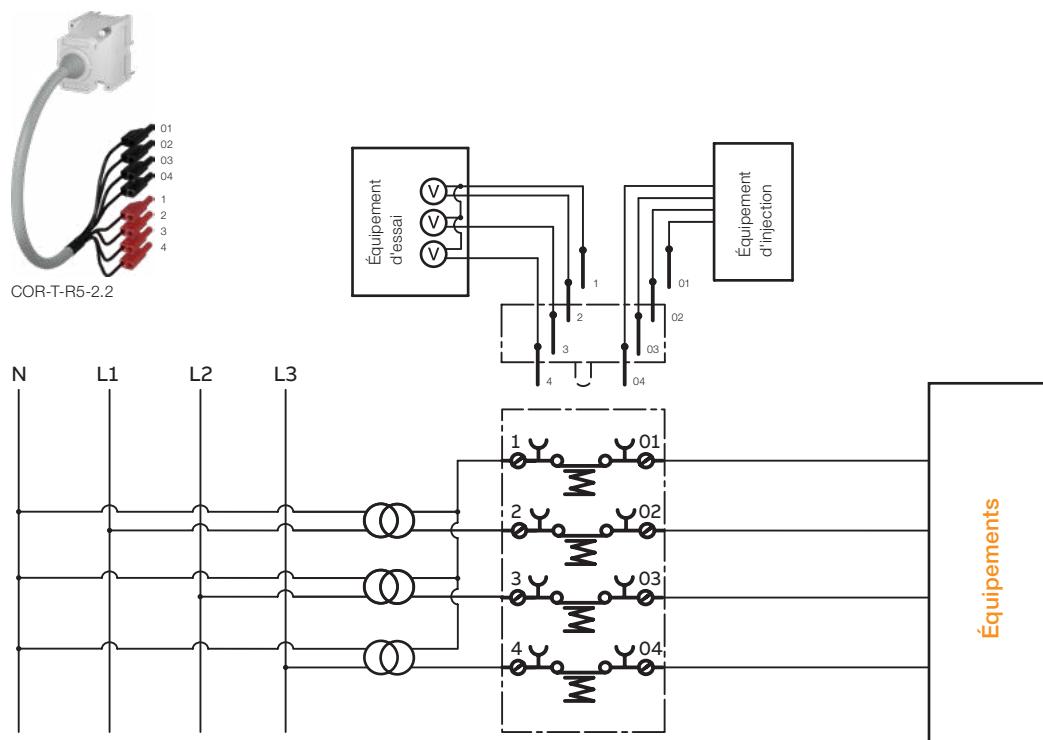 01
02
03
04
1
2
3
4
COR-T-R5-2.2
Équipement
d'essai
V
V
V
Équipement
d'injection
1
01
2
02
3
03
4
04
N
L1
L2
L3
1
01
2
02
3
03
4
04
Équipements